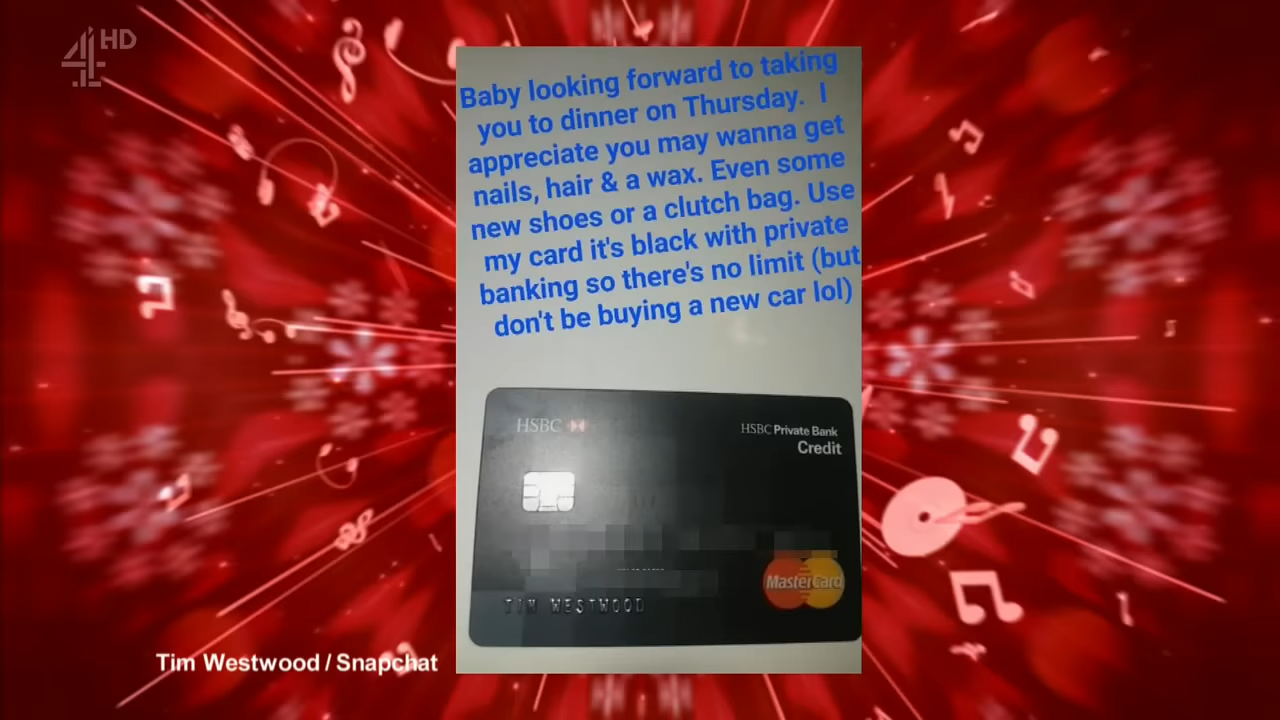 4HD
Baby looking forward to taking
you to dinner on Thursday. I
appreciate you may wanna get
nails, hair & a wax. Even some
new shoes or a clutch bag. Use
my card it's black with private
banking so there's no limit (but
don't be buying a new car lol)
HSBC
HSBC Private Bank
Credit
MasterCard
TIM WESTWOOD
Tim Westwood / Snapchat